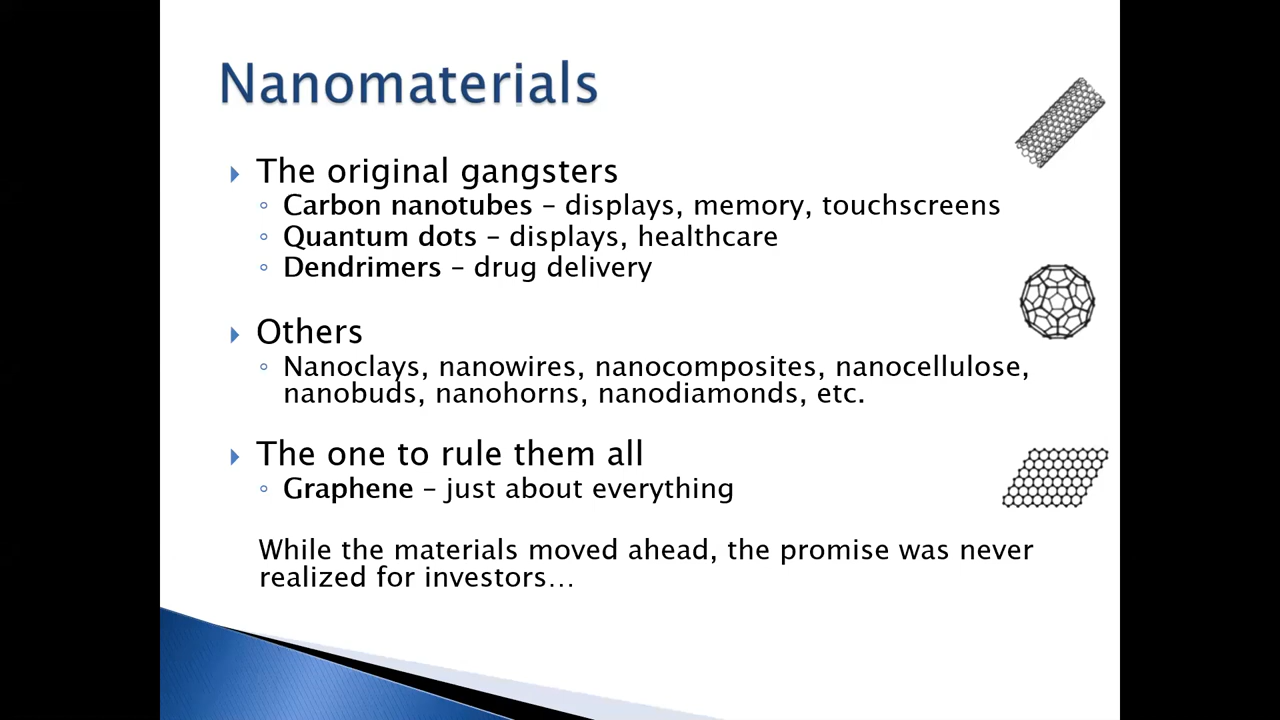 Nanomaterials
The original gangsters
Carbon nanotubes – displays, memory, touchscreens
Quantum dots – displays, healthcare
Dendrimers – drug delivery
Others
Nanoclays, nanowires, nanocomposites, nanocellulose,
nanobuds, nanohorns, nanodiamonds, etc.
The one to rule them all
Graphene – just about everything
While the materials moved ahead, the promise was never
realized for investors…